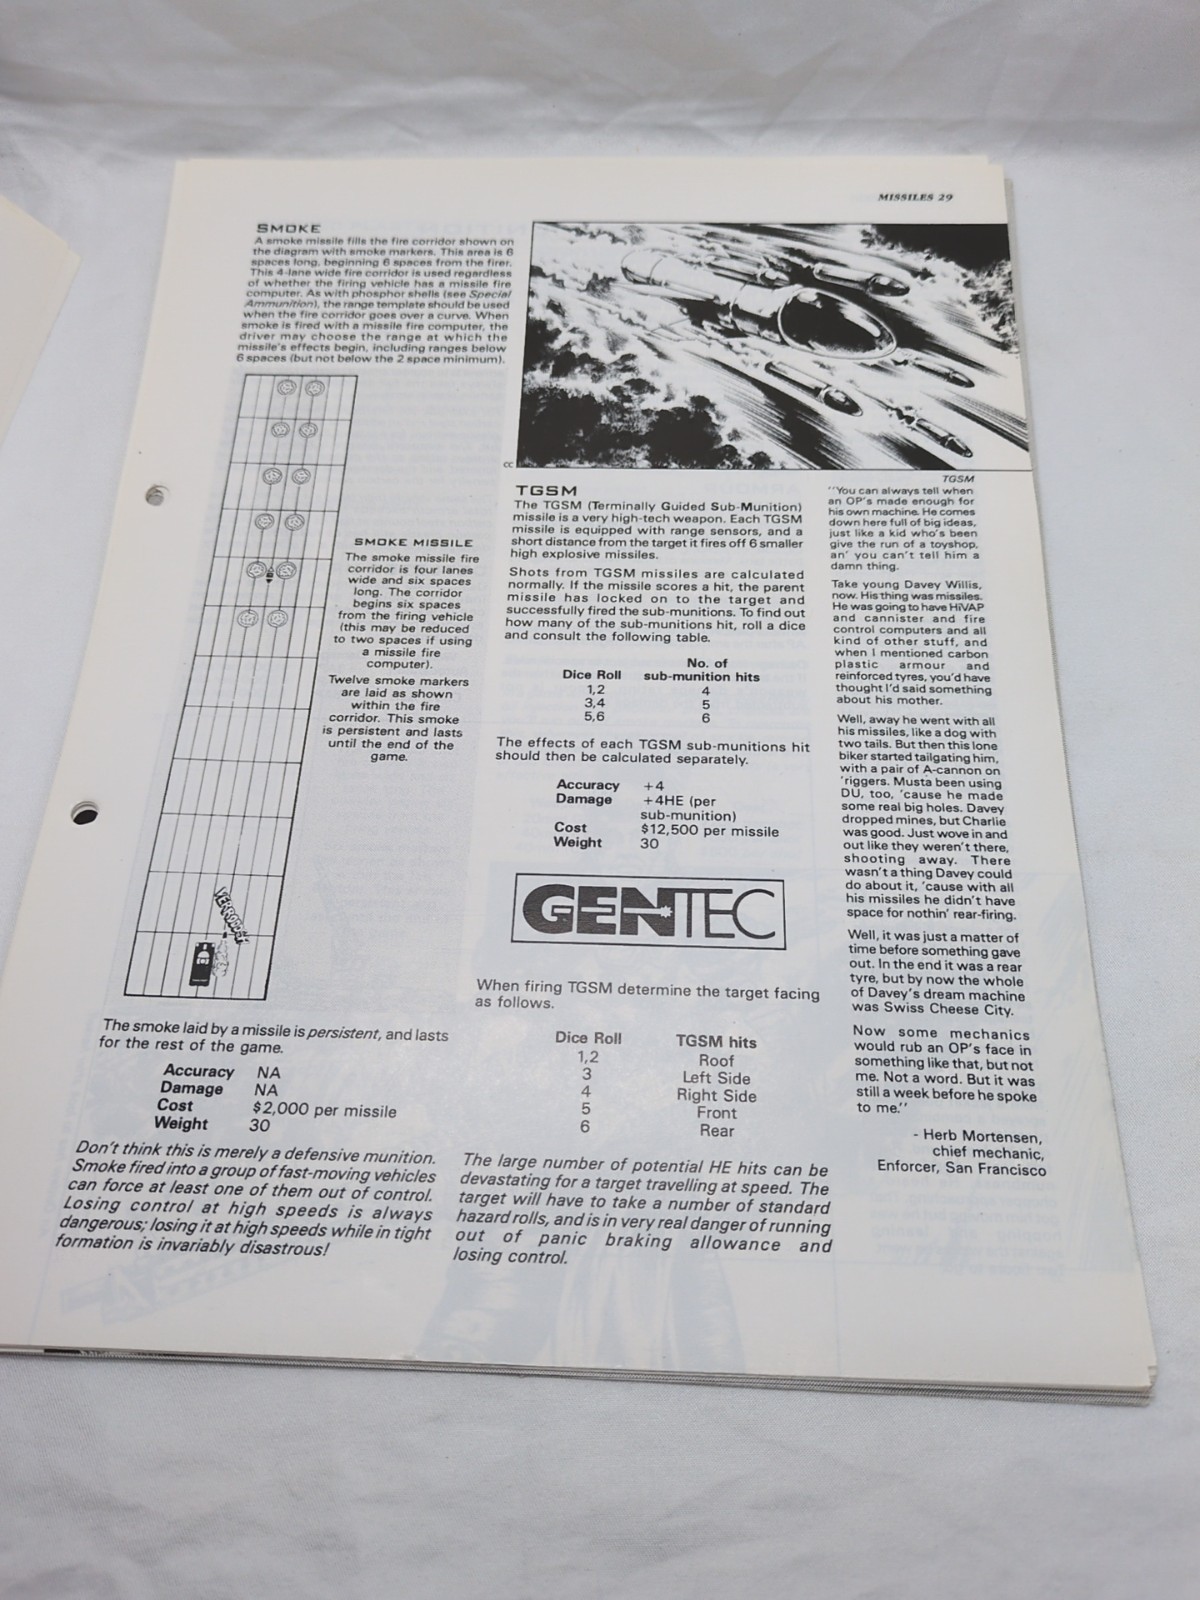 MISSILES 29
SMOKE
A smoke missile fills the fire corridor shown on
the diagram with smoke markers. This area is 6
spaces long, beginning 6 spaces from the firer.
This 4-lane wide fire corridor is used regardless
of whether the firing vehicle has a missile fire
computer. As with phosphor shells (see Special
Ammunition), the range template should be used
when the fire corridor goes over a curve. When
smoke is fired with a missile fire computer, the
driver may choose the range at which the
missile's effects begin, including ranges below
6 spaces (but not below the 2 space minimum).
SMOKE MISSILE
The smoke missile fire
corridor is four lanes
wide and six spaces
long. The corridor
begins six spaces
from the firing vehicle
(this may be reduced
to two spaces if using
a missile fire
computer).
Twelve smoke markers
are laid as shown
within the fire
corridor. This smoke
is persistent and lasts
until the end of the
game.
The smoke laid by a missile is persistent, and lasts
for the rest of the game.
Accuracy NA
Damage NA
Cost $2,000 per missile
Weight 30
Don't think this is merely a defensive munition.
Smoke fired into a group of fast-moving vehicles
can force at least one of them out of control.
Losing control at high speeds is always
dangerous; losing it at high speeds while in tight
formation is invariably disastrous!
CC
TGSM
TGSM
The TGSM (Terminally Guided Sub-Munition)
missile is a very high-tech weapon. Each TGSM
missile is equipped with range sensors, and a
short distance from the target it fires off 6 smaller
high explosive missiles.
Shots from TGSM missiles are calculated
normally. If the missile scores a hit, the parent
missile has locked on to the target and
successfully fired the sub-munitions. To find out
how many of the sub-munitions hit, roll a dice
and consult the following table.
No. of
Dice Roll sub-munition hits
1,2 4
3,4 5
5,6 6
The effects of each TGSM sub-munitions hit
should then be calculated separately.
Accuracy +4
Damage +4HE (per
sub-munition)
Cost $12,500 per missile
Weight 30
GENTEC
When firing TGSM determine the target facing
as follows.
Dice Roll TGSM hits
1,2 Roof
3 Left Side
4 Right Side
5 Front
6 Rear
The large number of potential HE hits can be
devastating for a target travelling at speed. The
target will have to take a number of standard
hazard rolls, and is in very real danger of running
out of panic braking allowance and
losing control.
"You can always tell when
an OP's made enough for
his own machine. He comes
down here full of big ideas,
just like a kid who's been
give the run of a toyshop,
an' you can't tell him a
damn thing.
Take young Davey Willis,
now. His thing was missiles.
He was going to have HiVAP
and cannister and fire
control computers and all
kind of other stuff, and
when I mentioned carbon
plastic armour and
reinforced tyres, you'd have
thought I'd said something
about his mother.
Well, away he went with all
his missiles, like a dog with
two tails. But then this lone
biker started tailgating him,
with a pair of A-cannon on
'riggers. Musta been using
DU, too, 'cause he made
some real big holes. Davey
dropped mines, but Charlie
was good. Just wove in and
out like they weren't there,
shooting away. There
wasn't a thing Davey could
do about it, 'cause with all
his missiles he didn't have
space for nothin' rear-firing.
Well, it was just a matter of
time before something gave
out. In the end it was a rear
tyre, but by now the whole
of Davey's dream machine
was Swiss Cheese City.
Now some mechanics
would rub an OP's face in
something like that, but not
me. Not a word. But it was
still a week before he spoke
to me."
- Herb Mortensen,
chief mechanic,
Enforcer, San Francisco